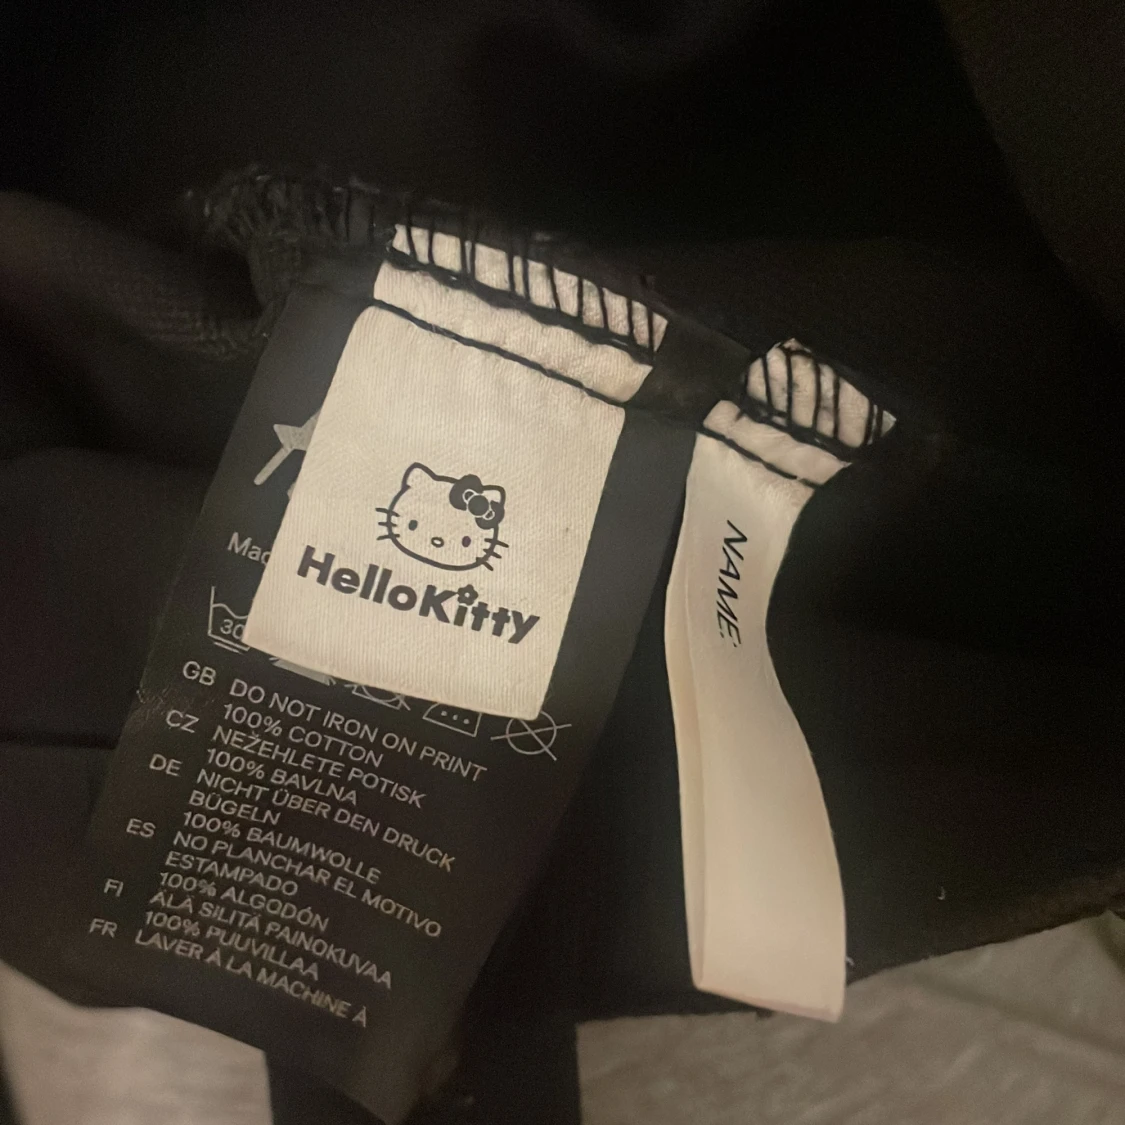 HelloKitty
NAME:
30
GB DO NOT IRON ON PRINT
100% COTTON
CZ NEŽEHLETE POTISK
100% BAVLNA
DE NICHT ÜBER DEN DRUCK
BÜGELN
100% BAUMWOLLE
ES NO PLANCHAR EL MOTIVO
ESTAMPADO
100% ALGODÓN
FI ÄLÄ SILITÄ PAINOKUVAA
100% PUUVILLAA
FR LAVER À LA MACHINE À